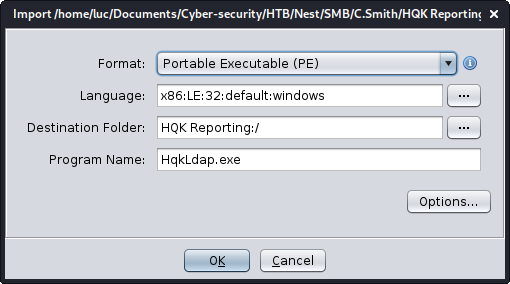 Import /home/luc/Documents/Cyber-security/HTB/Nest/SMB/C.Smith/HQK Reporting
Format: Portable Executable (PE)
Language: x86:LE:32:default:windows ...
Destination Folder: HQK Reporting:/ ...
Program Name: HqkLdap.exe
Options...
OK Cancel